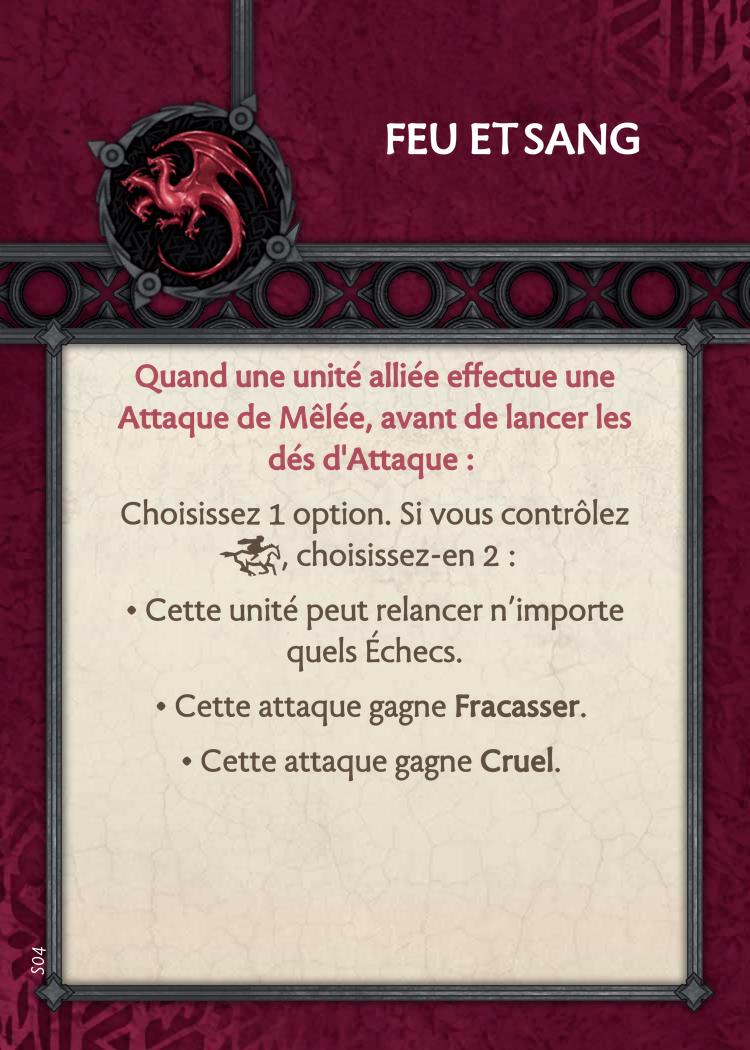 FEU ET SANG
Quand une unité alliée effectue une
Attaque de Mêlée, avant de lancer les
dés d'Attaque :
Choisissez 1 option. Si vous contrôlez
, choisissez-en 2 :
• Cette unité peut relancer n’importe
quels Échecs.
• Cette attaque gagne Fracasser.
• Cette attaque gagne Cruel.
S04